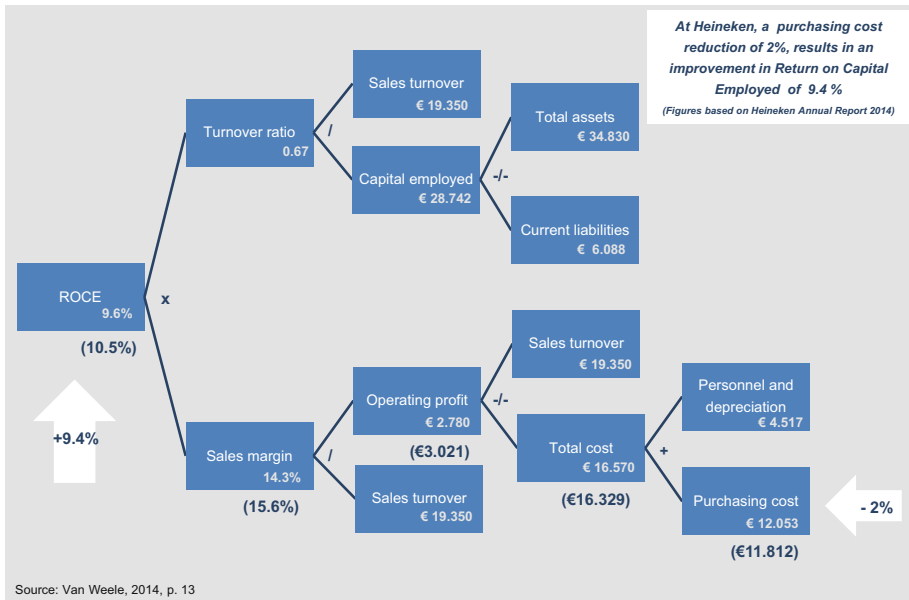 At Heineken, a purchasing cost
reduction of 2%, results in an
improvement in Return on Capital
Employed of 9.4 %
(Figures based on Heineken Annual Report 2014)
Sales turnover
€ 19.350
Turnover ratio
0.67
/
Capital employed
€ 28.742
Total assets
€ 34.830
-/-
Current liabilities
€ 6.088
ROCE
9.6%
(10.5%)
x
+9.4%
Sales margin
14.3%
(15.6%)
/
Operating profit
€ 2.780
(€3.021)
Sales turnover
€ 19.350
-/-
Sales turnover
€ 19.350
Total cost
€ 16.570
(€16.329)
+
Personnel and
depreciation
€ 4.517
Purchasing cost
€ 12.053
(€11.812)
- 2%
Source: Van Weele, 2014, p. 13